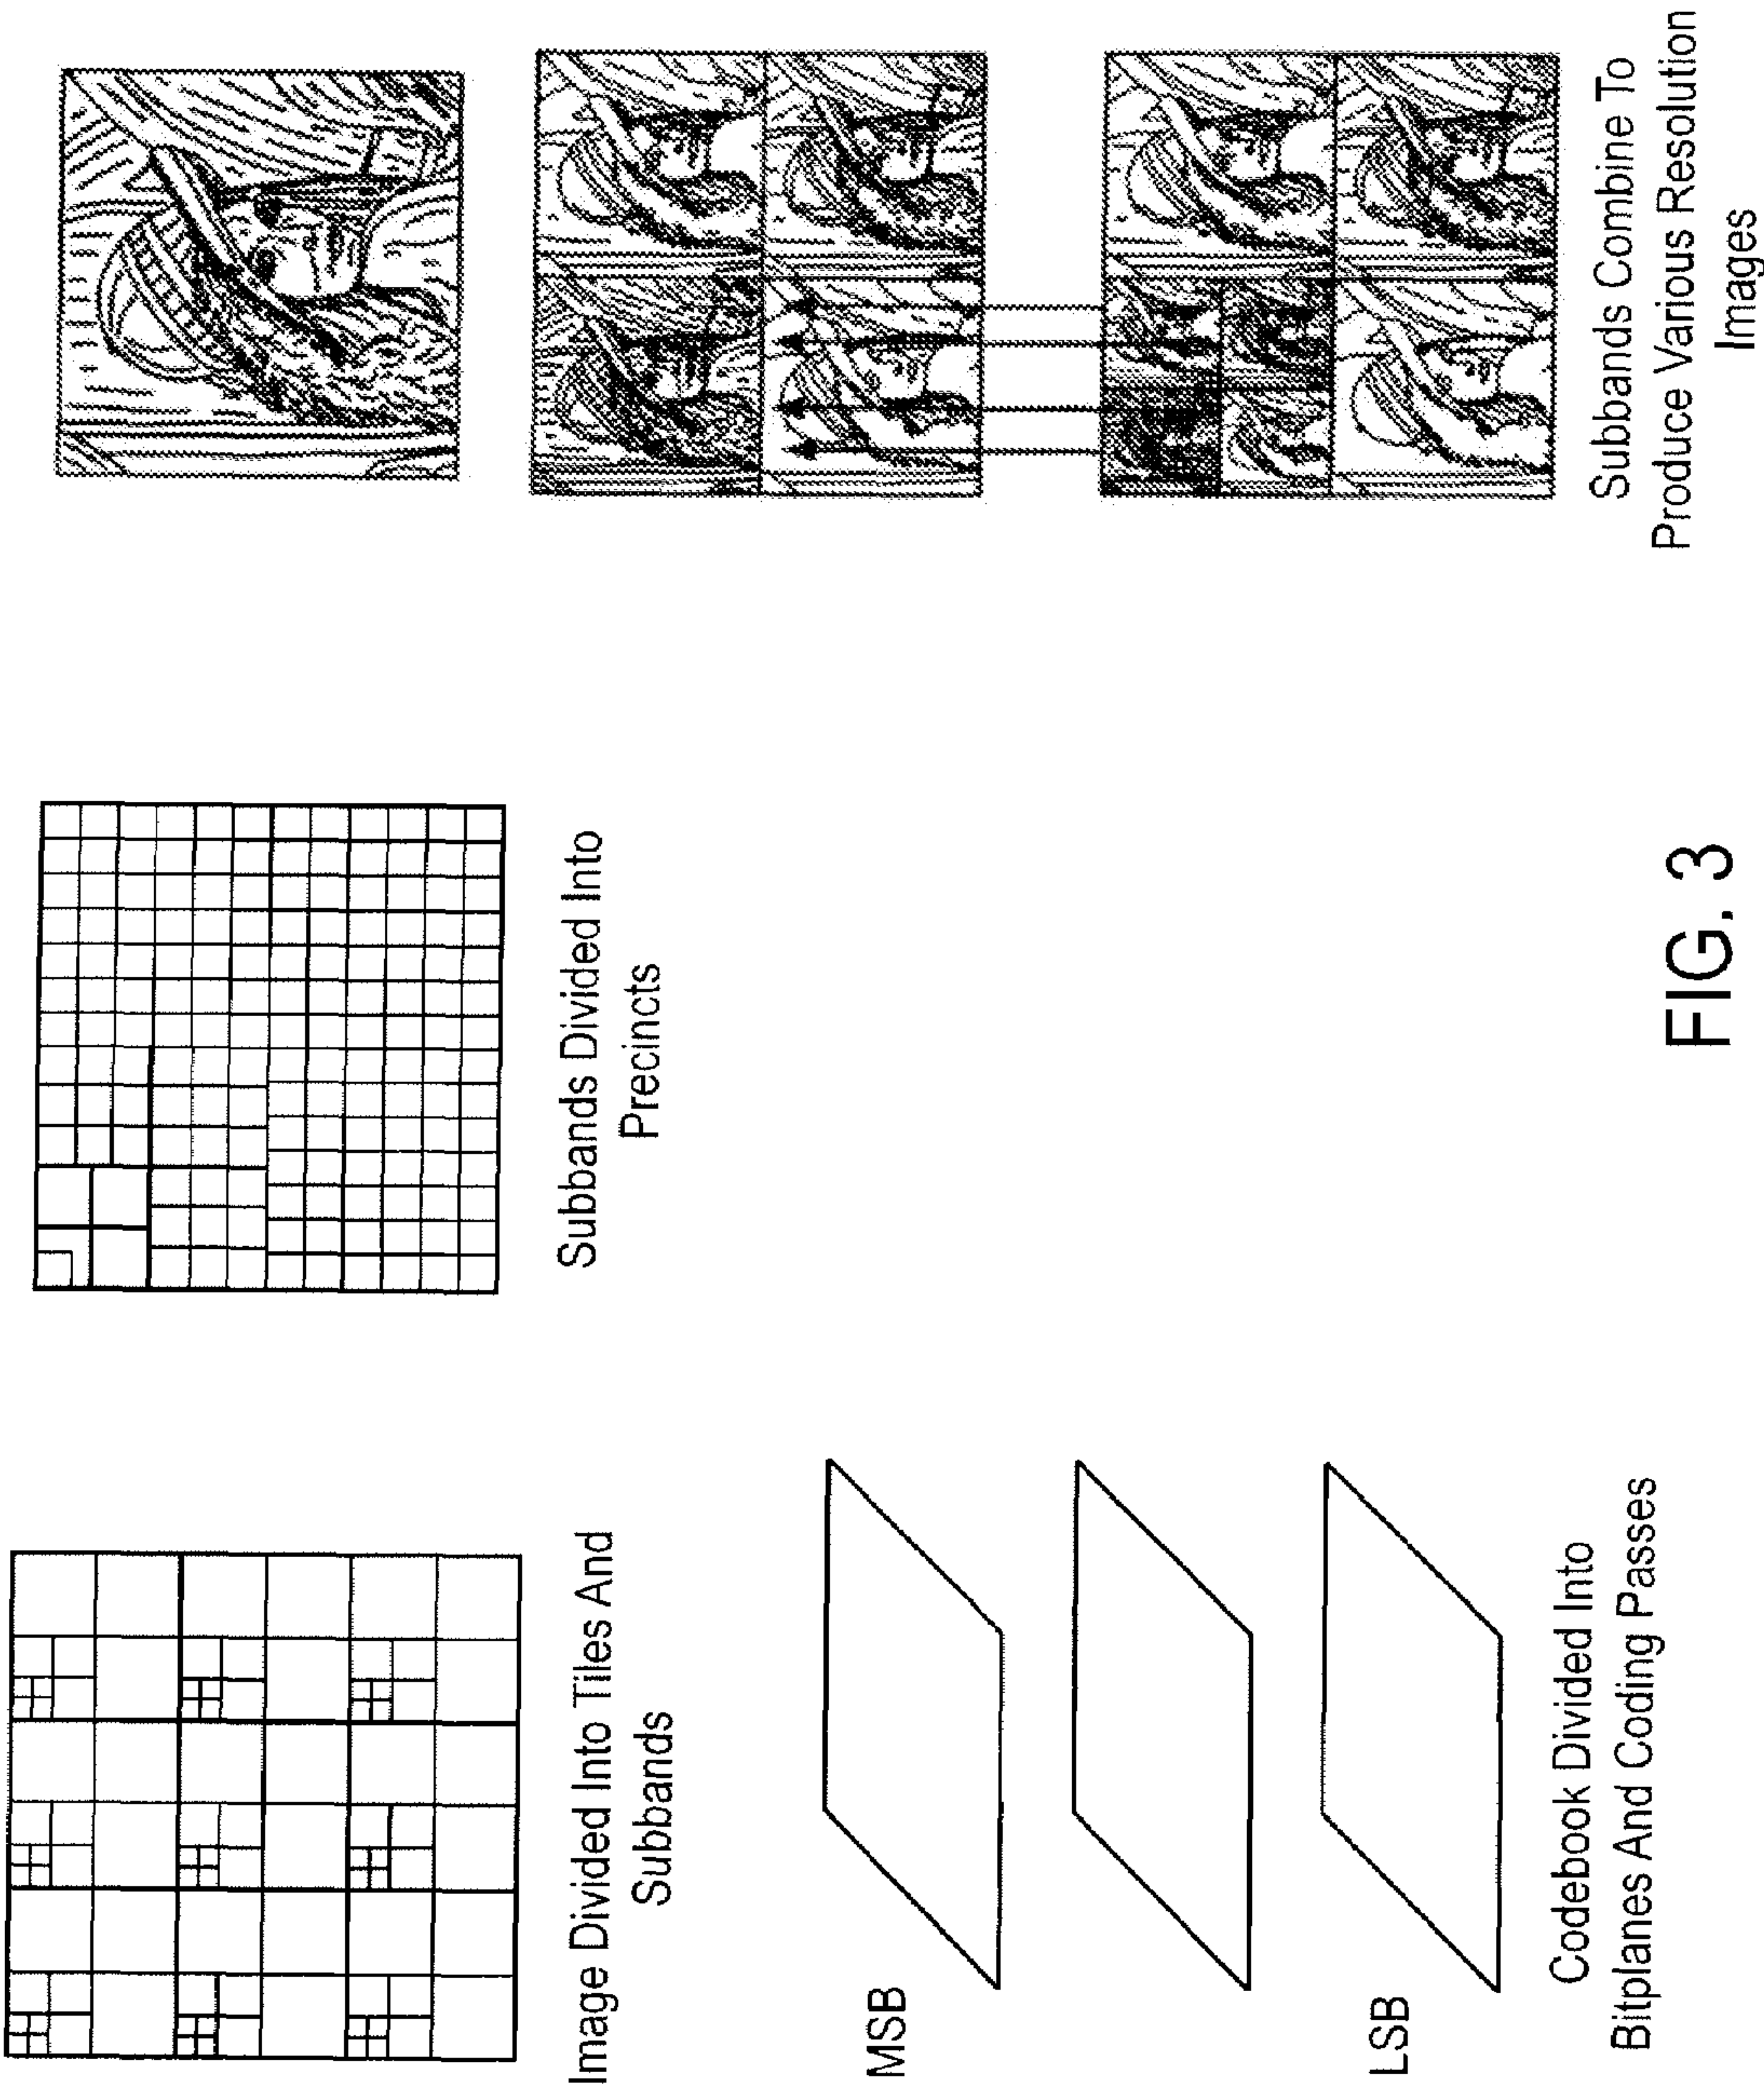 Image Divided Into Tiles And
Subbands
Subbands Divided Into
Precincts
MSB
LSB
Codebook Divided Into
Bitplanes And Coding Passes
Subbands Combine To
Produce Various Resolution
Images
FIG. 3